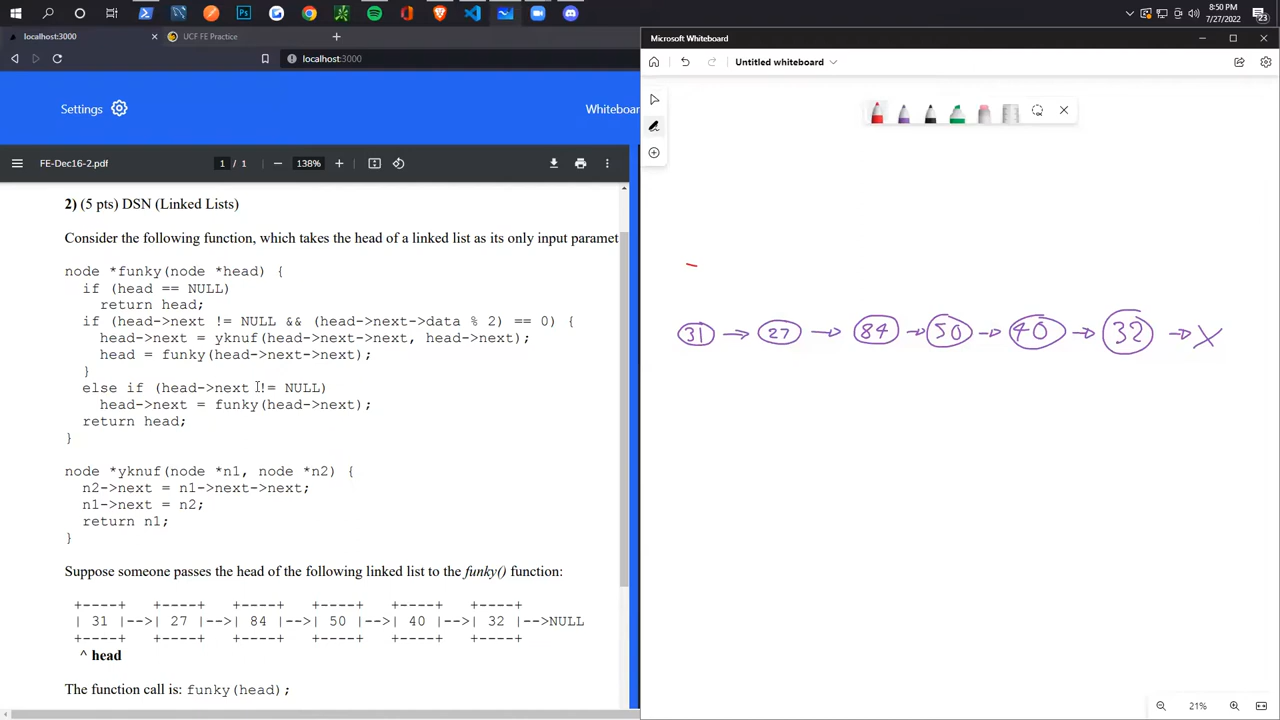 8:50 PM
7/27/2022
23
localhost:3000
UCF FE Practice
localhost:3000
Settings
Whiteboar
FE-Dec16-2.pdf
1 / 1
138%
2) (5 pts) DSN (Linked Lists)
Consider the following function, which takes the head of a linked list as its only input paramet
node *funky(node *head) {
if (head == NULL)
return head;
if (head->next != NULL && (head->next->data % 2) == 0) {
head->next = yknuf(head->next->next, head->next);
head = funky(head->next);
}
else if (head->next != NULL)
head->next = funky(head->next);
return head;
}
node *yknuf(node *n1, node *n2) {
n2->next = n1->next->next;
n1->next = n2;
return n1;
}
Suppose someone passes the head of the following linked list to the funky() function:
+----+ +----+ +----+ +----+ +----+ +----+
| 31 |-->| 27 |-->| 84 |-->| 50 |-->| 40 |-->| 32 |-->NULL
+----+ +----+ +----+ +----+ +----+ +----+
^ head
The function call is: funky(head);
Microsoft Whiteboard
Untitled whiteboard
31 → 27 → 84 → 50 → 40 → 32 → X
21%